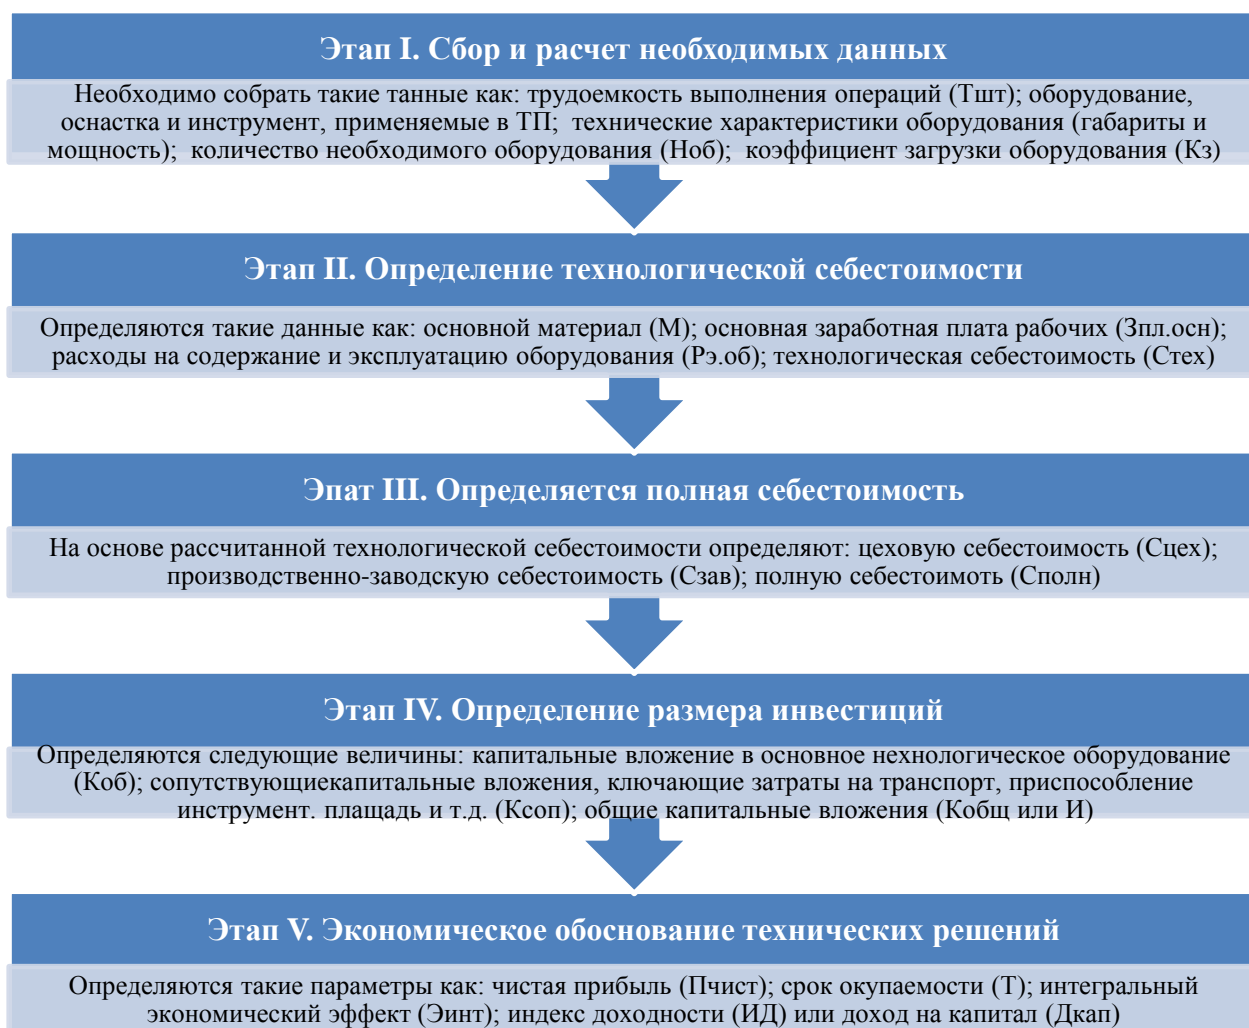 Этап I. Сбор и расчет необходимых данных
Необходимо собрать такие танные как: трудоемкость выполнения операций (Тшт); оборудование,
оснастка и инструмент, применяемые в ТП; технические характеристики оборудования (габариты и
мощность); количество необходимого оборудования (Ноб); коэффициент загрузки оборудования (Кз)
Этап II. Определение технологической себестоимости
Определяются такие данные как: основной материал (М); основная заработная плата рабочих (Зпл.осн);
расходы на содержание и эксплуатацию оборудования (Рэ.об); технологическая себестоимость (Стех)
Эпат III. Определяется полная себестоимость
На основе рассчитанной технологической себестоимости определяют: цеховую себестоимость (Сцех);
производственно-заводскую себестоимость (Сзав); полную себестоимоть (Сполн)
Этап IV. Определение размера инвестиций
Определяются следующие величины: капитальные вложение в основное нехнологическое оборудование
(Коб); сопутствующиекапитальные вложения, ключающие затраты на транспорт, приспособление
инструмент. плащадь и т.д. (Ксоп); общие капитальные вложения (Кобщ или И)
Этап V. Экономическое обоснование технических решений
Определяются такие параметры как: чистая прибыль (Пчист); срок окупаемости (Т); интегральный
экономический эффект (Эинт); индекс доходности (ИД) или доход на капитал (Дкап)